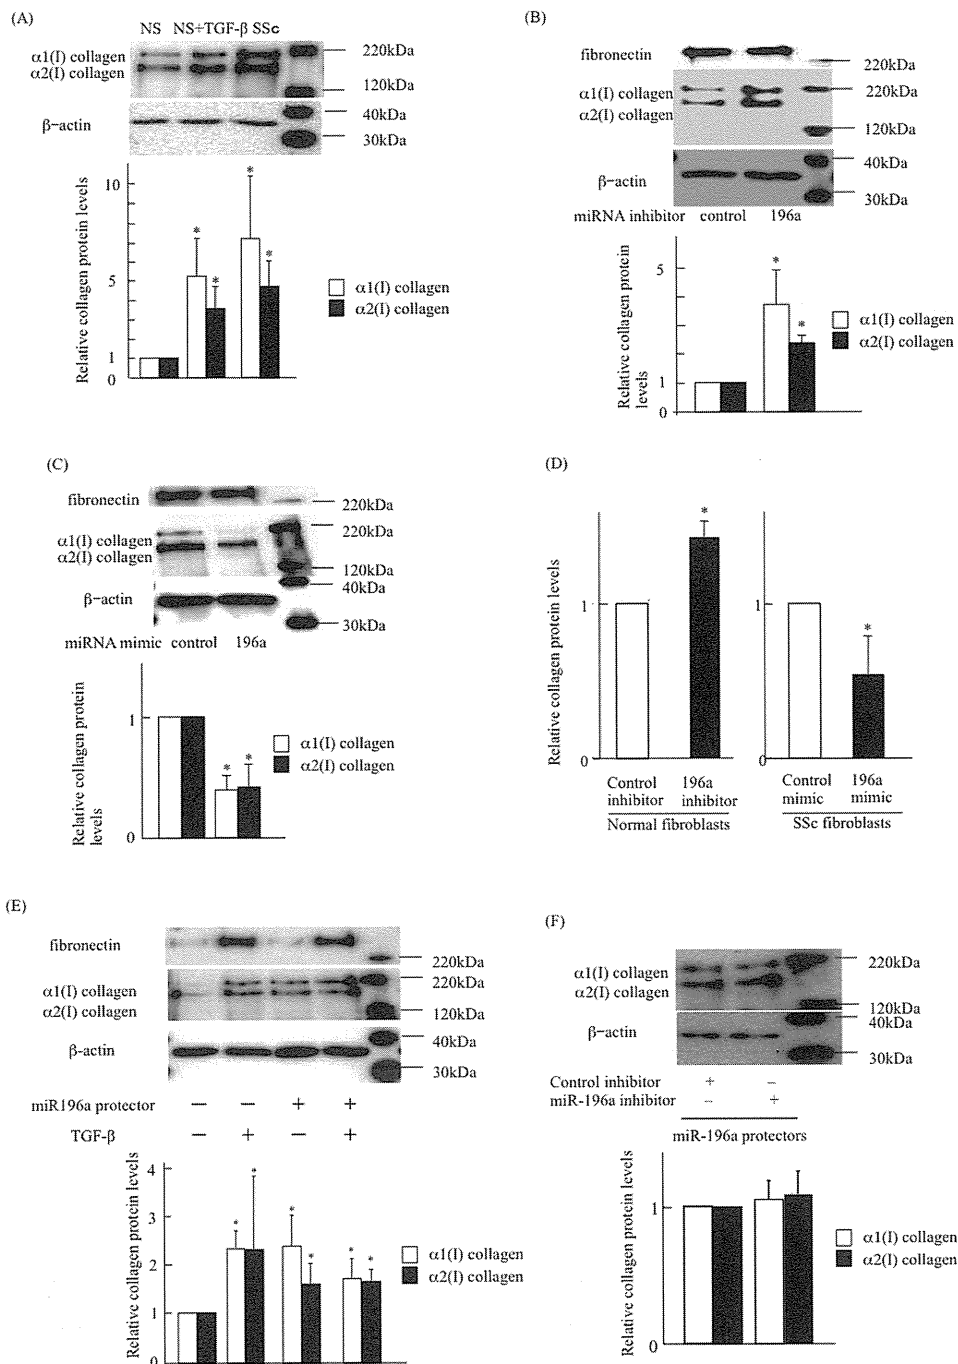 (A)
NS NS+TGF-β SSc
α1(I) collagen
α2(I) collagen
220kDa
120kDa
β-actin
40kDa
30kDa
Relative collagen protein levels
10
5
1
0
* * * *
α1(I) collagen
α2(I) collagen
(B)
fibronectin
220kDa
α1(I) collagen
α2(I) collagen
220kDa
120kDa
β-actin
40kDa
30kDa
miRNA inhibitor control 196a
Relative collagen protein
levels
5
1
0
* *
α1(I) collagen
α2(I) collagen
(C)
fibronectin
220kDa
α1(I) collagen
α2(I) collagen
220kDa
120kDa
β-actin
40kDa
30kDa
miRNA mimic control 196a
Relative collagen protein
levels
1
0
* *
α1(I) collagen
α2(I) collagen
(D)
Relative collagen protein levels
1
0
*
Control
inhibitor
196a
inhibitor
Normal fibroblasts
1
0
*
Control
mimic
196a
mimic
SSc fibroblasts
(E)
fibronectin
220kDa
α1(I) collagen
α2(I) collagen
220kDa
120kDa
β-actin
40kDa
30kDa
miR196a protector − − + +
TGF-β − + − +
Relative collagen protein levels
4
3
2
1
0
* * * * * *
α1(I) collagen
α2(I) collagen
(F)
α1(I) collagen
α2(I) collagen
220kDa
120kDa
β-actin
40kDa
30kDa
Control inhibitor + −
miR-196a inhibitor − +
miR-196a protectors
Relative collagen protein levels
1
0
α1(I) collagen
α2(I) collagen